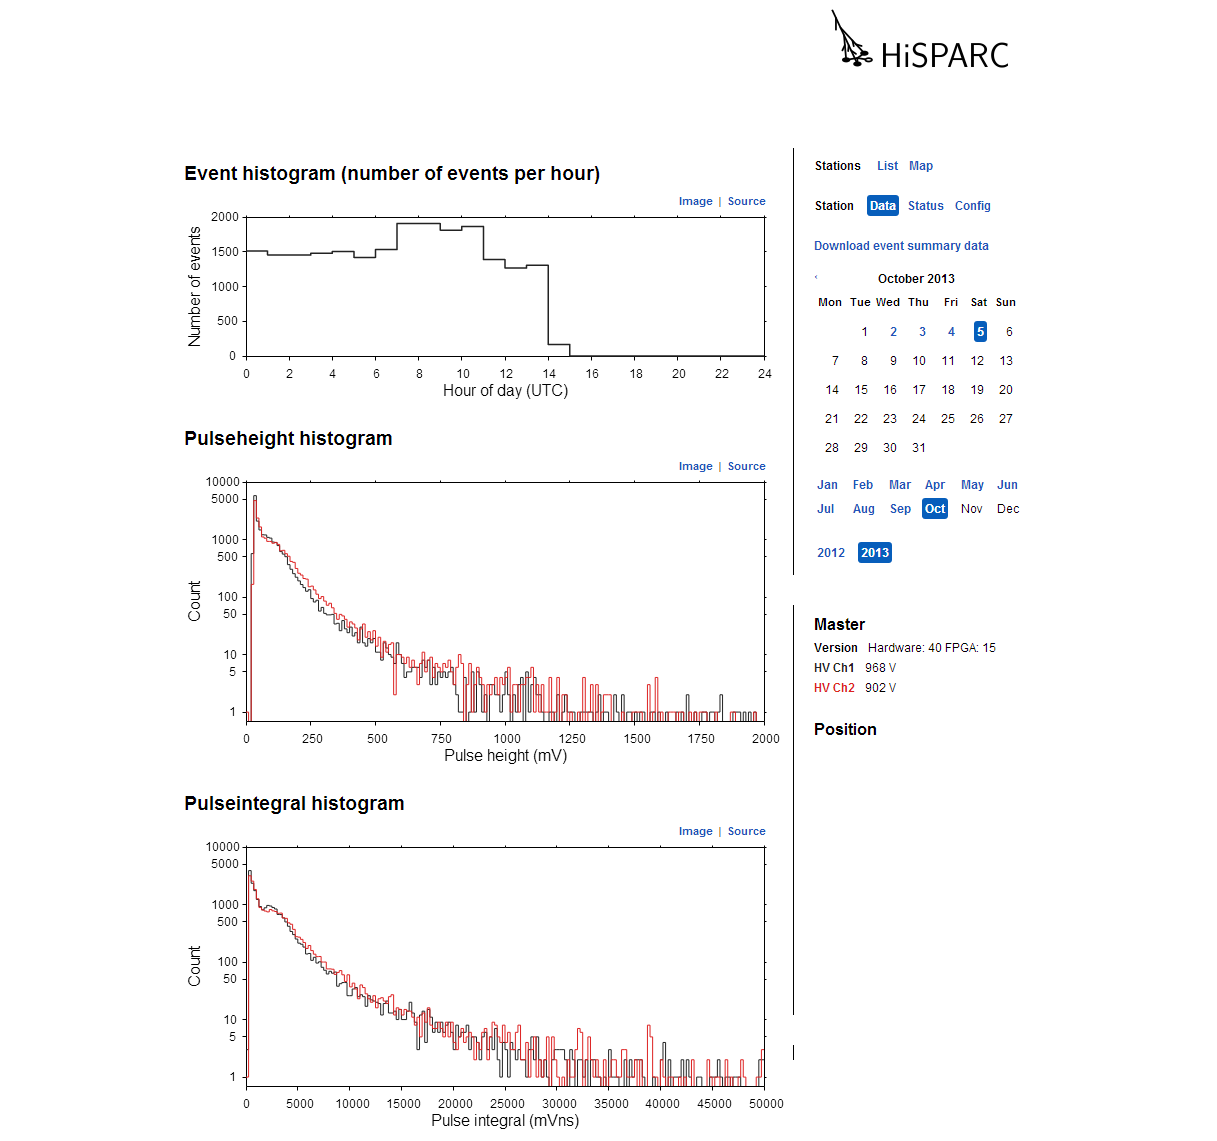 HiSPARC
Event histogram (number of events per hour)
Image | Source
2000
1500
1000
500
0
Number of events
0 2 4 6 8 10 12 14 16 18 20 22 24
Hour of day (UTC)
Pulseheight histogram
Image | Source
10000
5000
1000
500
100
50
10
5
1
Count
0 250 500 750 1000 1250 1500 1750 2000
Pulse height (mV)
Pulseintegral histogram
Image | Source
10000
5000
1000
500
100
50
10
5
1
Count
0 5000 10000 15000 20000 25000 30000 35000 40000 45000 50000
Pulse integral (mVns)
Stations List Map
Station Data Status Config
Download event summary data
‹ October 2013
Mon Tue Wed Thu Fri Sat Sun
1 2 3 4 5 6
7 8 9 10 11 12 13
14 15 16 17 18 19 20
21 22 23 24 25 26 27
28 29 30 31
Jan Feb Mar Apr May Jun
Jul Aug Sep Oct Nov Dec
2012 2013
Master
Version Hardware: 40 FPGA: 15
HV Ch1 968 V
HV Ch2 902 V
Position